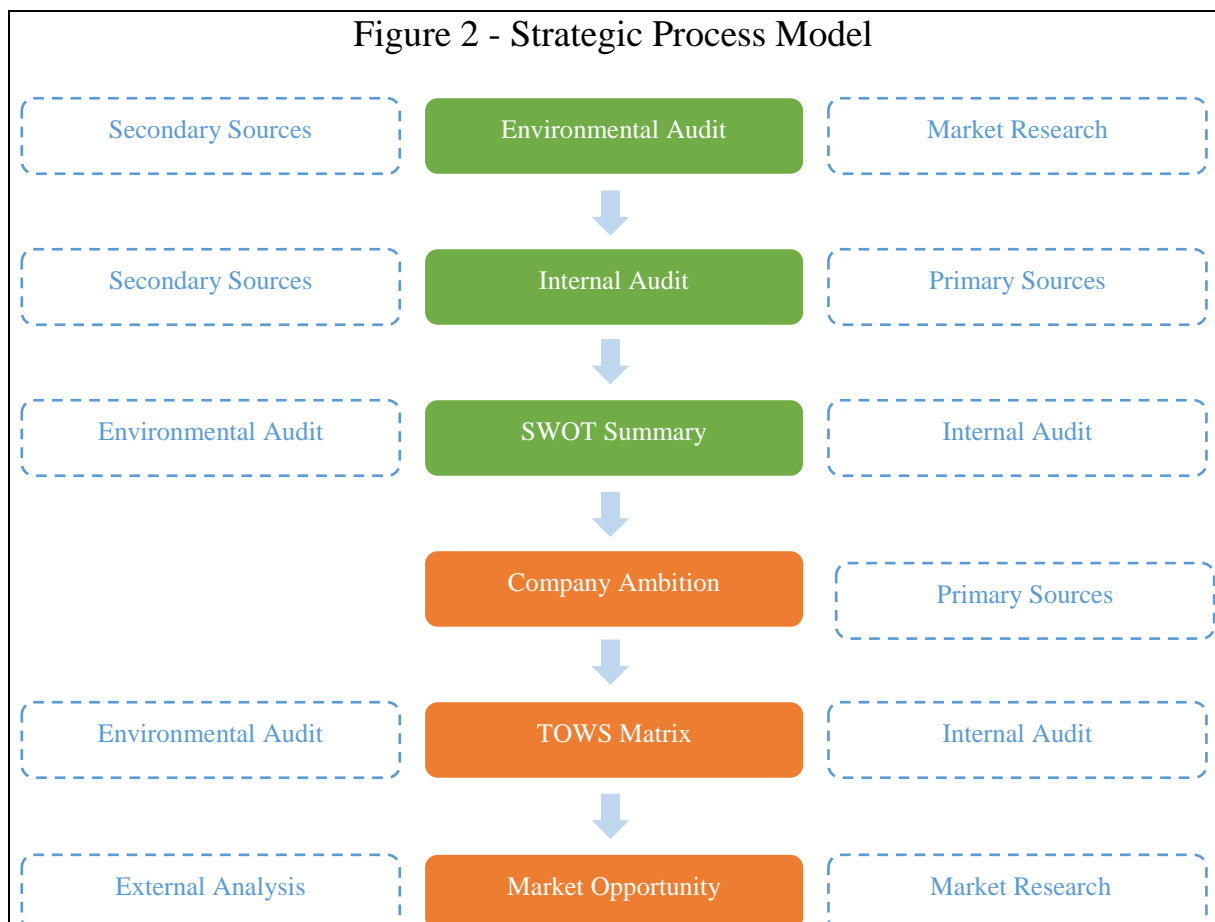 Figure 2 - Strategic Process Model
Secondary Sources
Environmental Audit
Market Research
Secondary Sources
Internal Audit
Primary Sources
Environmental Audit
SWOT Summary
Internal Audit
Company Ambition
Primary Sources
Environmental Audit
TOWS Matrix
Internal Audit
External Analysis
Market Opportunity
Market Research